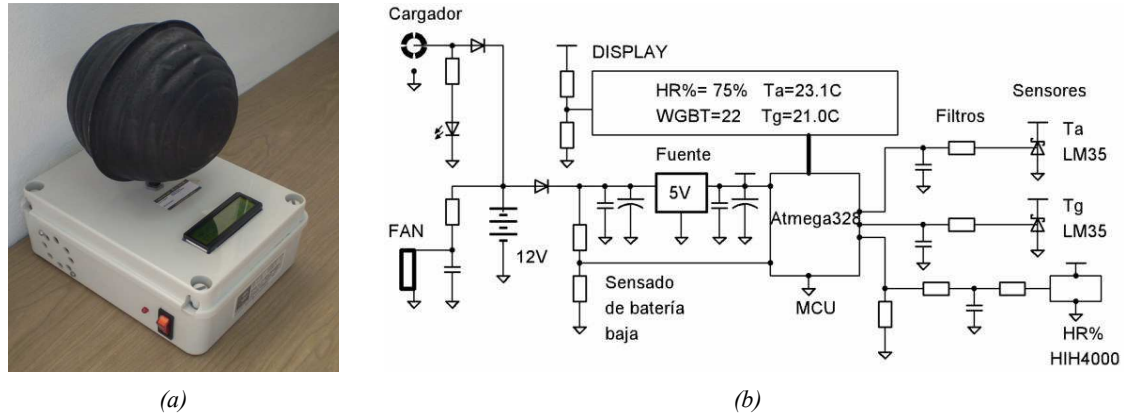 Cargador
DISPLAY
HR%= 75% Ta=23.1C
WGBT=22 Tg=21.0C
Sensores
Filtros
Ta
LM35
Fuente
5V
Atmega328
Tg
LM35
FAN
12V
Sensado
de batería
baja
MCU
HR%
HIH4000
(a)
(b)